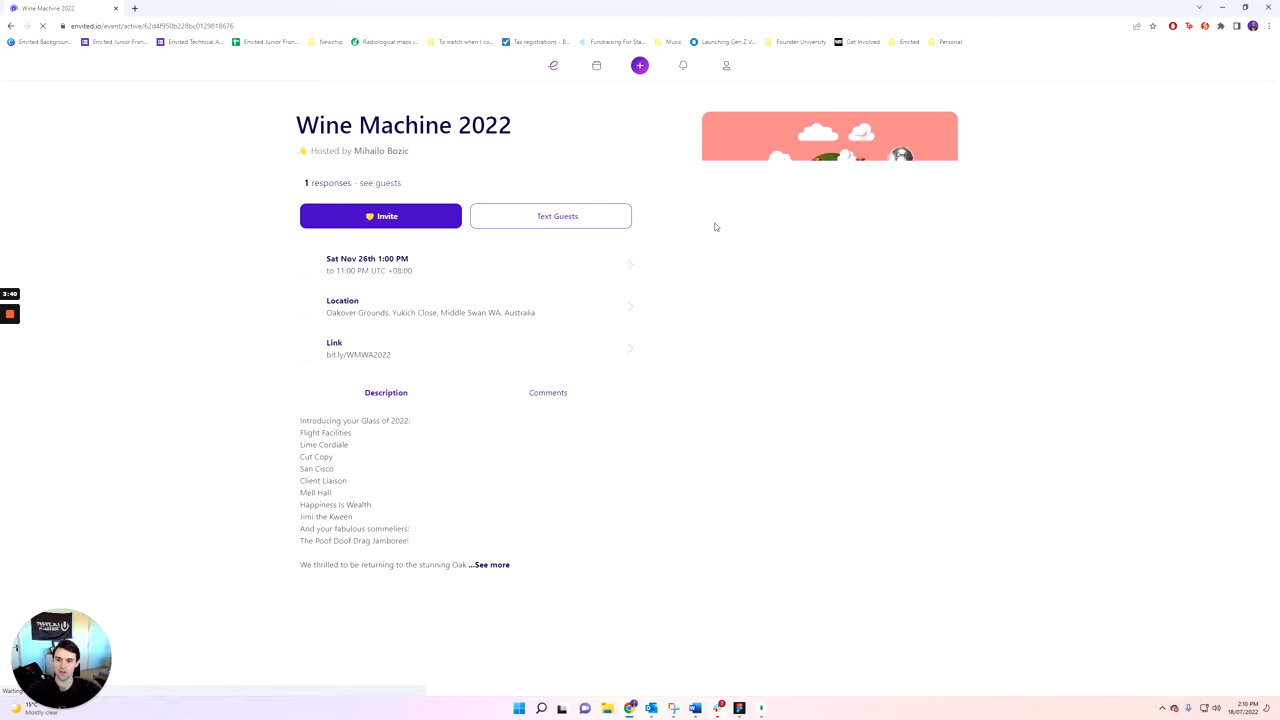 Wine Machine 2022
envited.io/event/active/62d4f950b228bc0129818676
Envited Backgroun...
Envited Junior Fron...
Envited Technical A...
Envited Junior Fron...
Newchip
Radiological maps i...
To watch when I co...
Tax registrations - B...
Fundraising For Sta...
Music
Launching Gen Z V...
Founder University
Get Involved
Envited
Personal
Wine Machine 2022
Hosted by Mihailo Bozic
1 responses · see guests
Invite
Text Guests
Sat Nov 26th 1:00 PM
to 11:00 PM UTC +08:00
Location
Oakover Grounds, Yukich Close, Middle Swan WA, Australia
3:40
Link
bit.ly/WMWA2022
Description
Comments
Introducing your Glass of 2022:
Flight Facilities
Lime Cordiale
Cut Copy
San Cisco
Client Liaison
Mell Hall
Happiness Is Wealth
Jimi the Kween
And your fabulous sommeliers:
The Poof Doof Drag Jamboree!
We thrilled to be returning to the stunning Oak ...See more
Waiting
15°C
Mostly clear
2:10 PM
18/07/2022